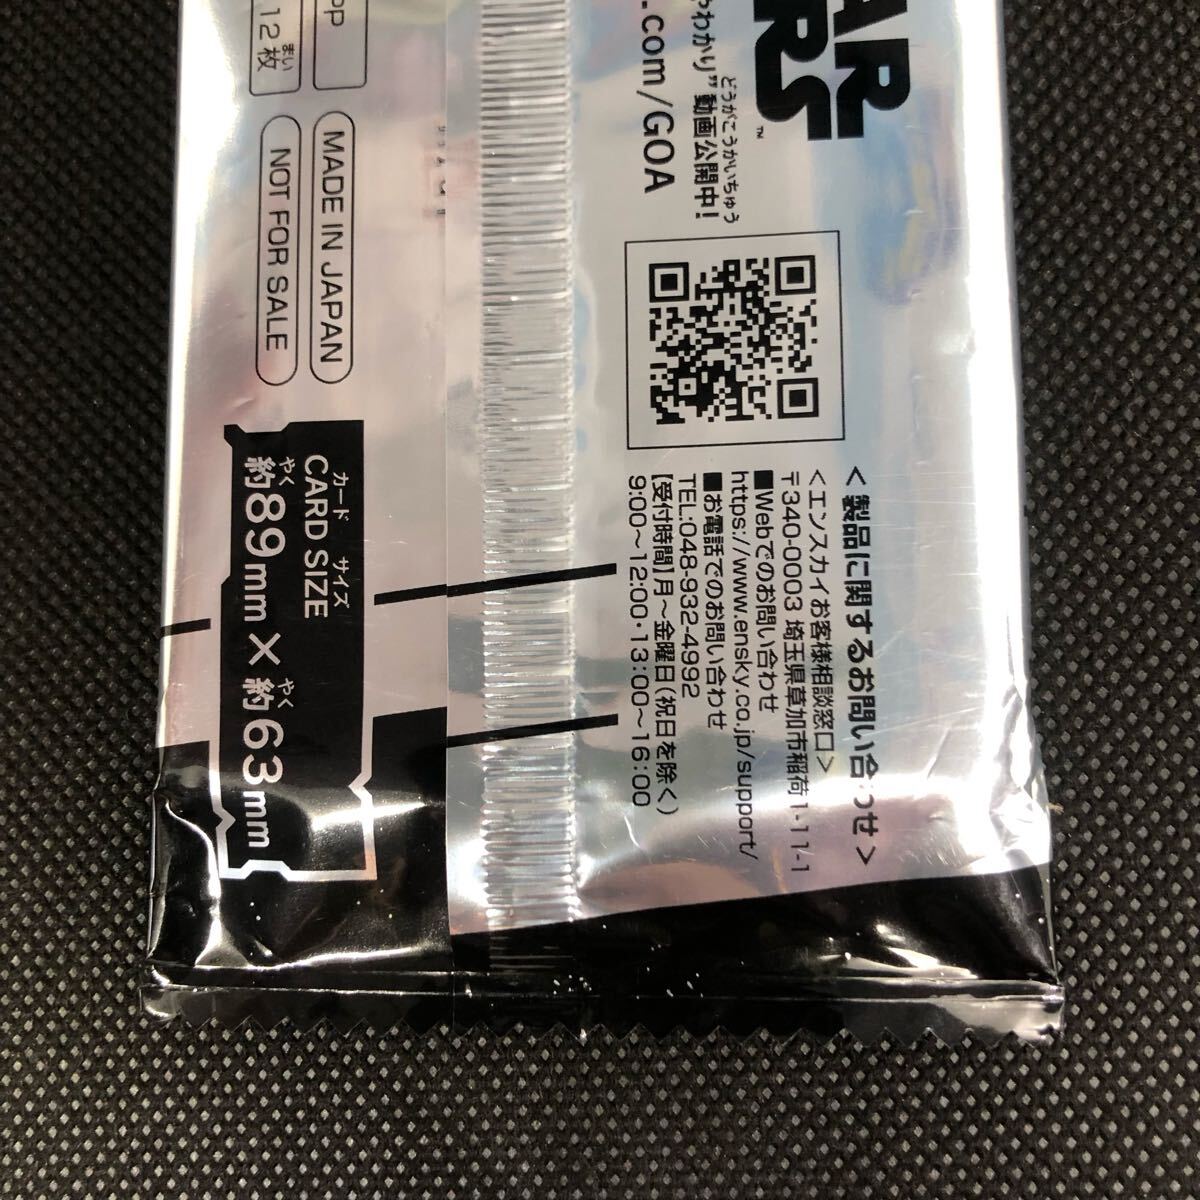 STAR
WARS™
やわかり”動画公開中!
どうがこうかいちゅう
.com/GOA
PP
12枚
まい
MADE IN JAPAN
NOT FOR SALE
カード サイズ
CARD SIZE
やく やく
約89mm×約63mm
<製品に関するお問い合わせ>
<エンスカイお客様相談窓口>
〒340-0003 埼玉県草加市稲荷1-11-1
■Webでのお問い合わせ
https://www.ensky.co.jp/support/
■お電話でのお問い合わせ
TEL:048-932-4992
【受付時間】月～金曜日(祝日を除く)
9:00～12:00・13:00～16:00